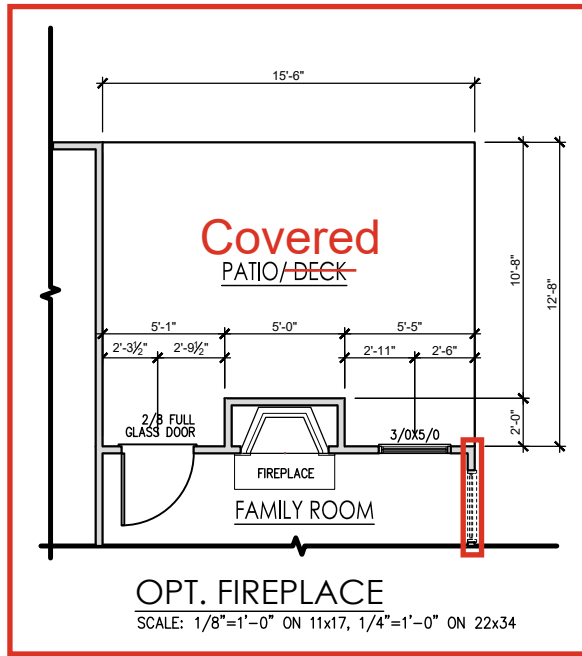 15'-6"
Covered
PATIO/DECK
10'-8"
12'-8"
5'-1"
5'-0"
5'-5"
2'-3½"
2'-9½"
2'-11"
2'-6"
2'-0"
2/8 FULL
GLASS DOOR
3/0X5/0
FIREPLACE
FAMILY ROOM
OPT. FIREPLACE
SCALE: 1/8"=1'-0" ON 11x17, 1/4"=1'-0" ON 22x34